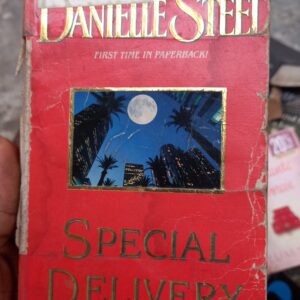 DANIELLE STEEL
FIRST TIME IN PAPERBACK!
SPECIAL
DELIVERY